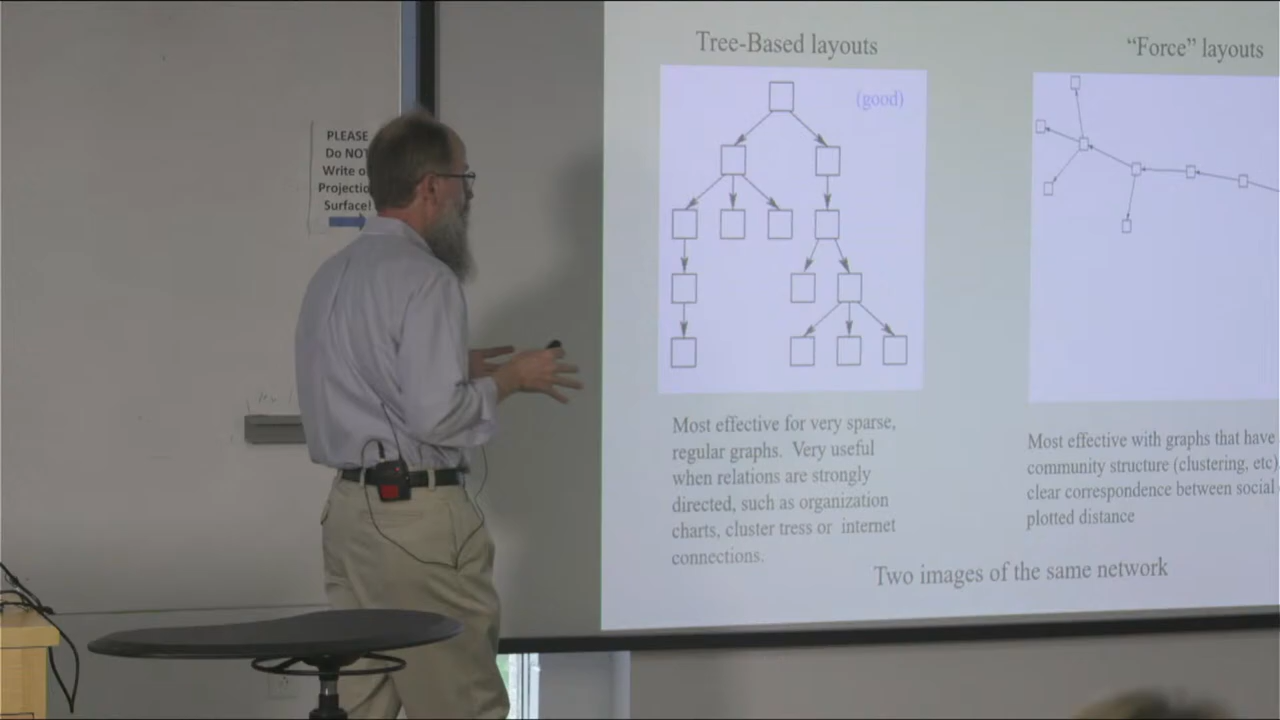 PLEASE
Do NOT
Write o
Projectio
Surface!
Tree-Based layouts
(good)
Most effective for very sparse,
regular graphs. Very useful
when relations are strongly
directed, such as organization
charts, cluster tress or internet
connections.
"Force" layouts
Most effective with graphs that have
community structure (clustering, etc)
clear correspondence between social
plotted distance
Two images of the same network